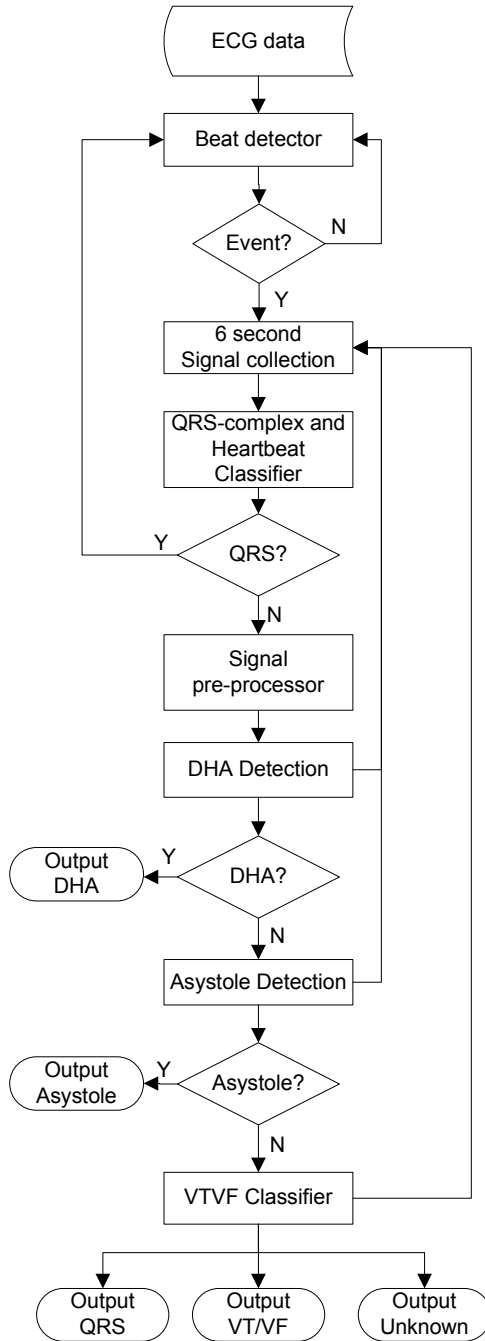 ECG data
Beat detector
N
Event?
Y
6 second
Signal collection
QRS-complex and
Heartbeat
Classifier
Y
QRS?
N
Signal
pre-processor
DHA Detection
Output
DHA
Y
DHA?
N
Asystole Detection
Output
Asystole
Y
Asystole?
N
VTVF Classifier
Output
QRS
Output
VT/VF
Output
Unknown